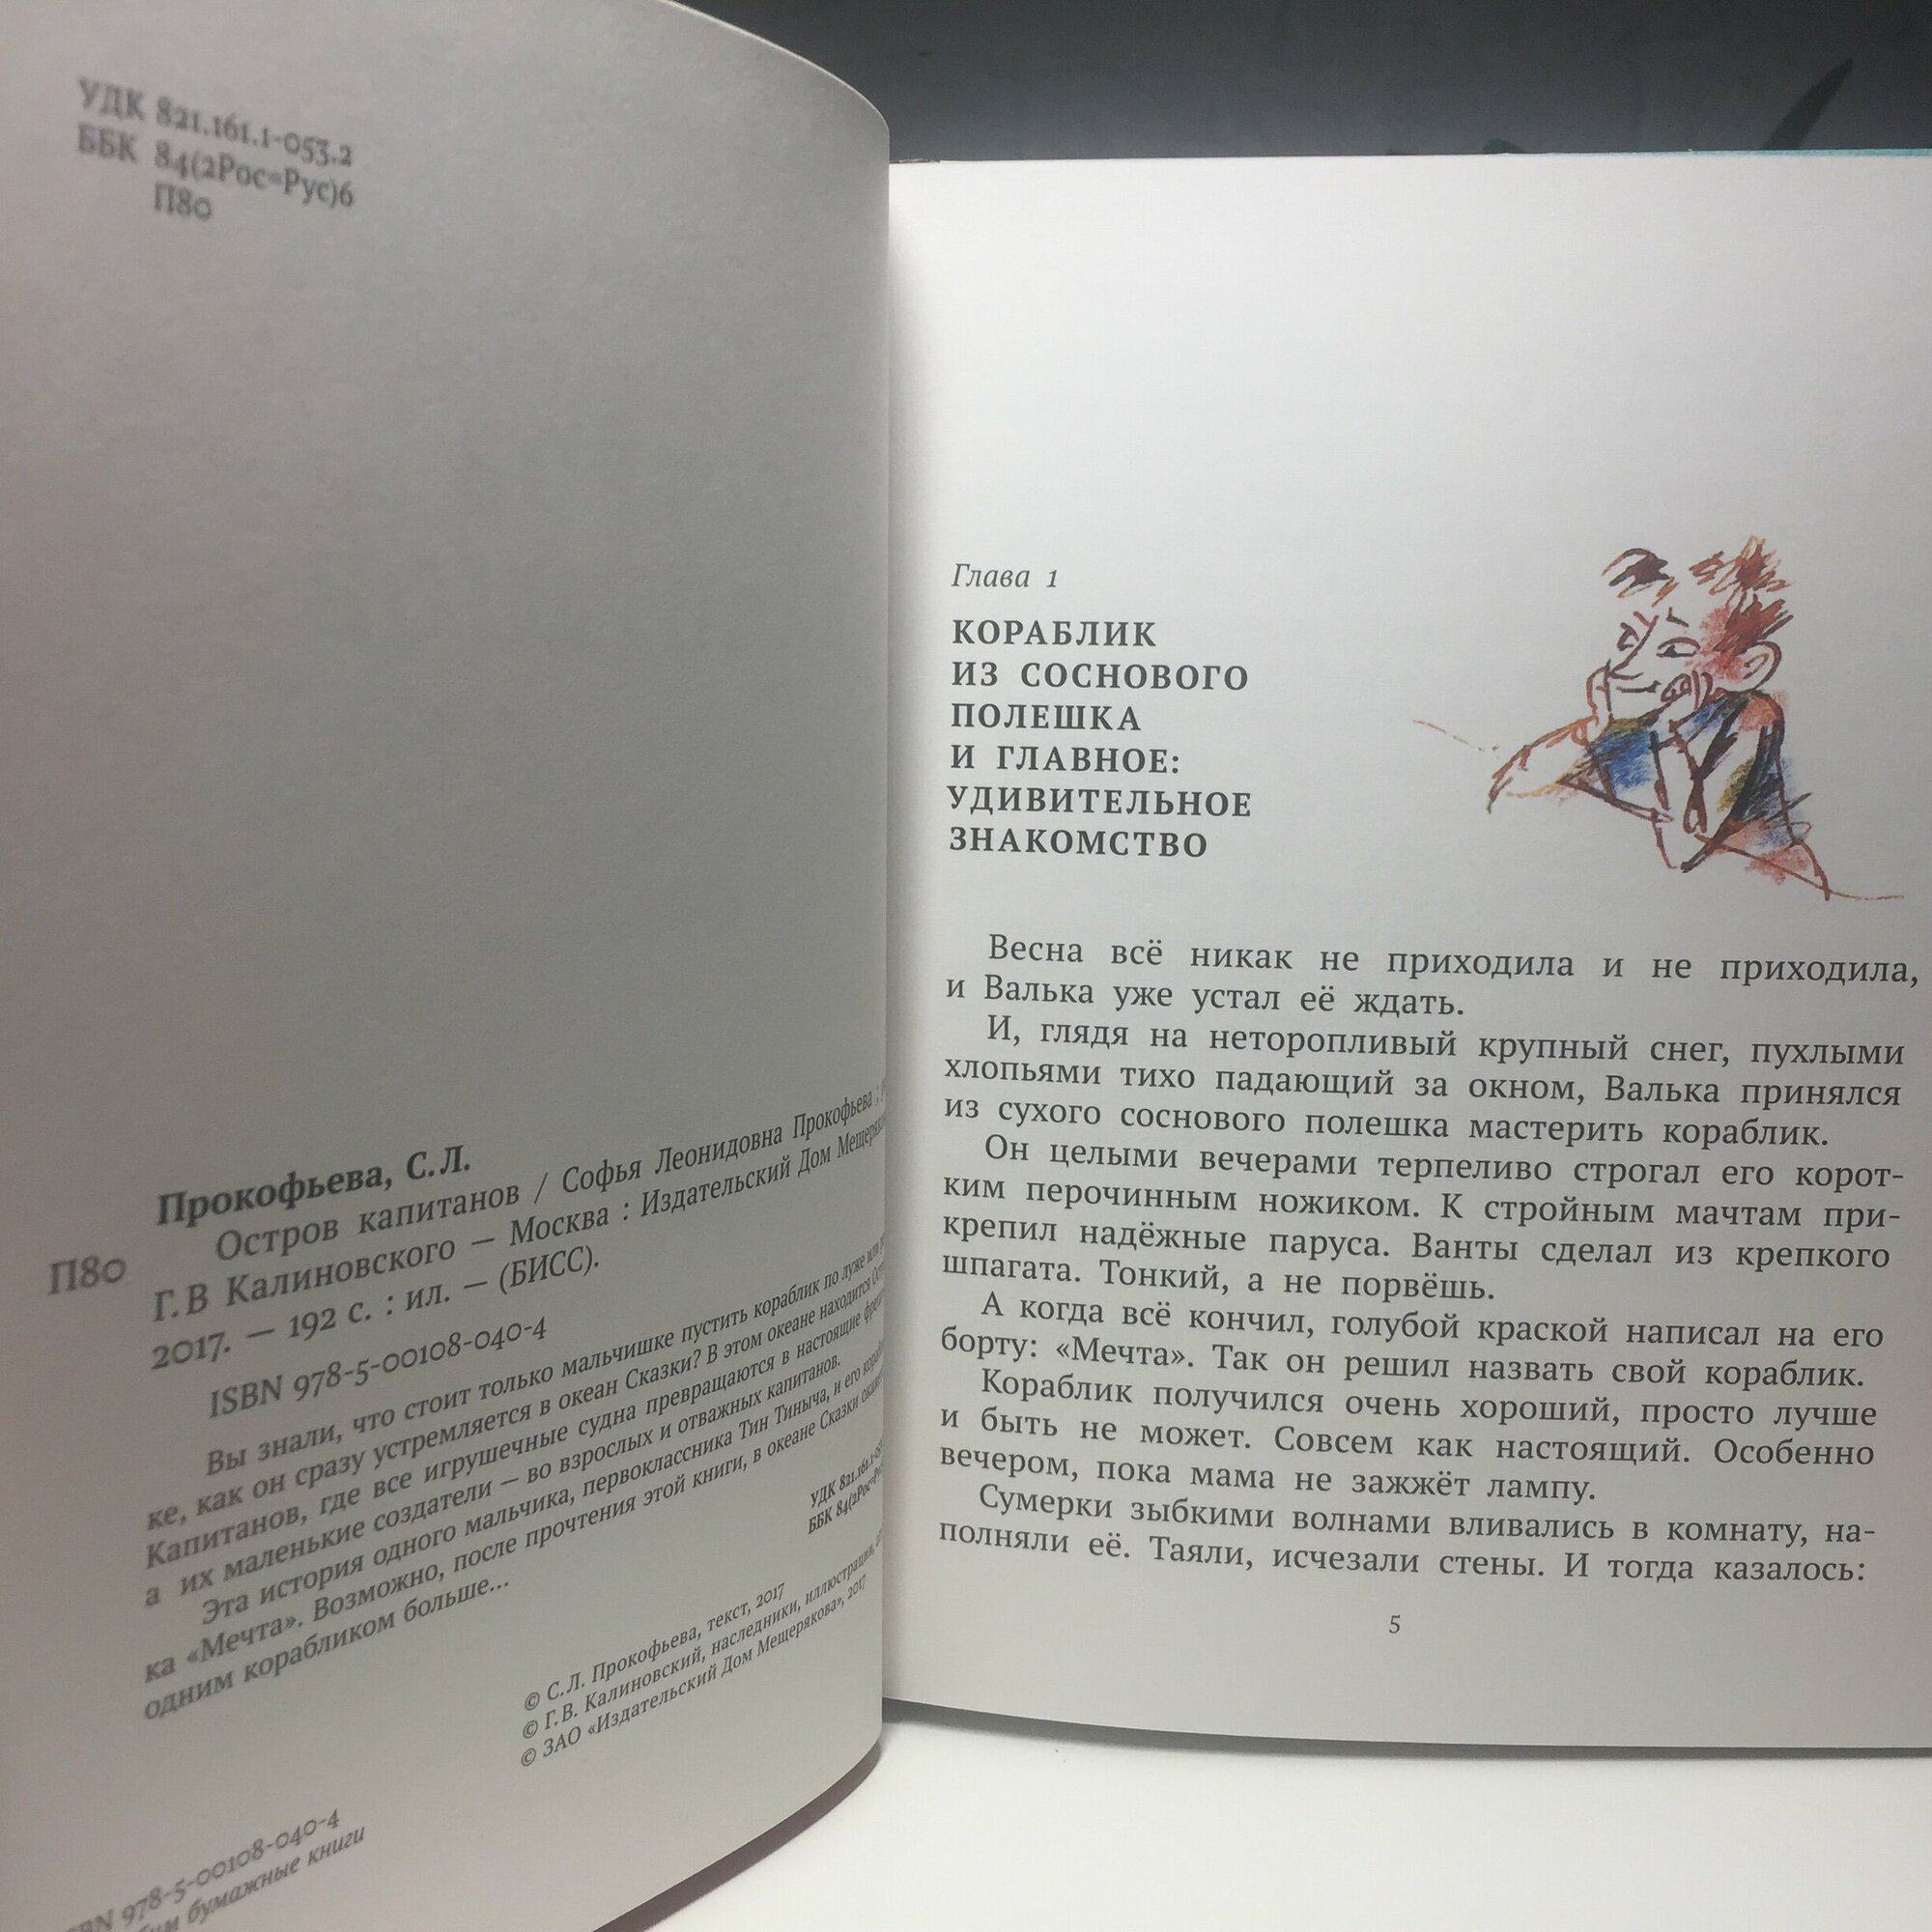 УДК 821.161.1-053.2
ББК 84(2Рос=Рус)6
П80
Прокофьева, С.Л.
П80 Остров капитанов / Софья Леонидовна Прокофьева :
Г.В Калиновского — Москва : Издательский Дом
2017. — 192 с. : ил. — (БИСС).
ISBN 978-5-00108-040-4
Вы знали, что стоит только мальчишке пустить кораблик по луже или
ке, как он сразу устремляется в океан Сказки? В этом океане находится
Капитанов, где все игрушечные судна превращаются в настоящие
а их маленькие создатели — во взрослых и отважных капитанов.
Эта история одного мальчика, первоклассника Тин Тиныча, и его
ка «Мечта». Возможно, после прочтения этой книги, в океане Сказки
одним корабликом больше...
УДК 821.161.1
ББК 84(2Рос=
© С.Л. Прокофьева, текст, 2017
© Г.В. Калиновский, наследники, иллюстрации,
© ЗАО «Издательский Дом Мещерякова», 2017
978-5-00108-040-4
бумажные книги
Глава 1
КОРАБЛИК
ИЗ СОСНОВОГО
ПОЛЕШКА
И ГЛАВНОЕ:
УДИВИТЕЛЬНОЕ
ЗНАКОМСТВО
Весна всё никак не приходила и не приходила,
и Валька уже устал её ждать.
И, глядя на неторопливый крупный снег, пухлыми
хлопьями тихо падающий за окном, Валька принялся
из сухого соснового полешка мастерить кораблик.
Он целыми вечерами терпеливо строгал его корот-
ким перочинным ножиком. К стройным мачтам при-
крепил надёжные паруса. Ванты сделал из крепкого
шпагата. Тонкий, а не порвёшь.
А когда всё кончил, голубой краской написал на его
борту: «Мечта». Так он решил назвать свой кораблик.
Кораблик получился очень хороший, просто лучше
и быть не может. Совсем как настоящий. Особенно
вечером, пока мама не зажжёт лампу.
Сумерки зыбкими волнами вливались в комнату, на-
полняли её. Таяли, исчезали стены. И тогда казалось:
5